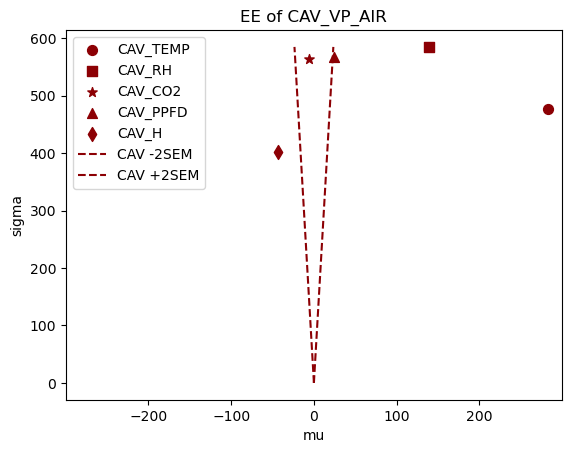 EE of CAV_VP_AIR
CAV_TEMP
CAV_RH
CAV_CO2
CAV_PPFD
CAV_H
CAV -2SEM
CAV +2SEM
600
500
400
300
200
100
0
sigma
−200
−100
0
100
200
mu